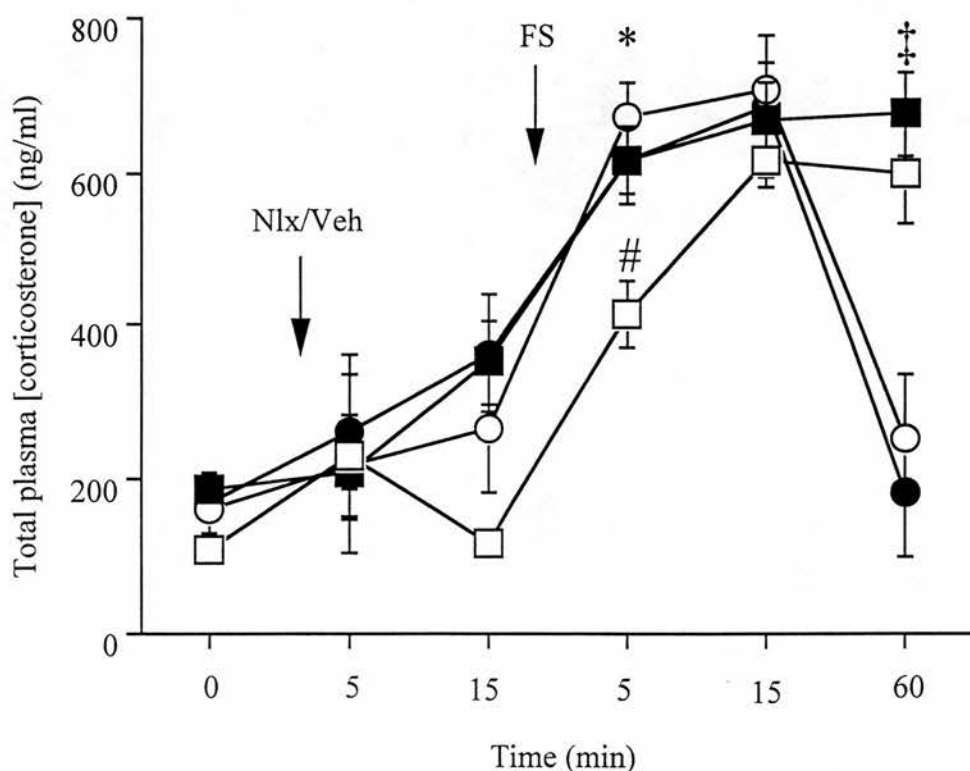 800
600
400
200
0
Total plasma [corticosterone] (ng/ml)
Nlx/Veh
FS
*
‡
#
0 5 15 5 15 60
Time (min)